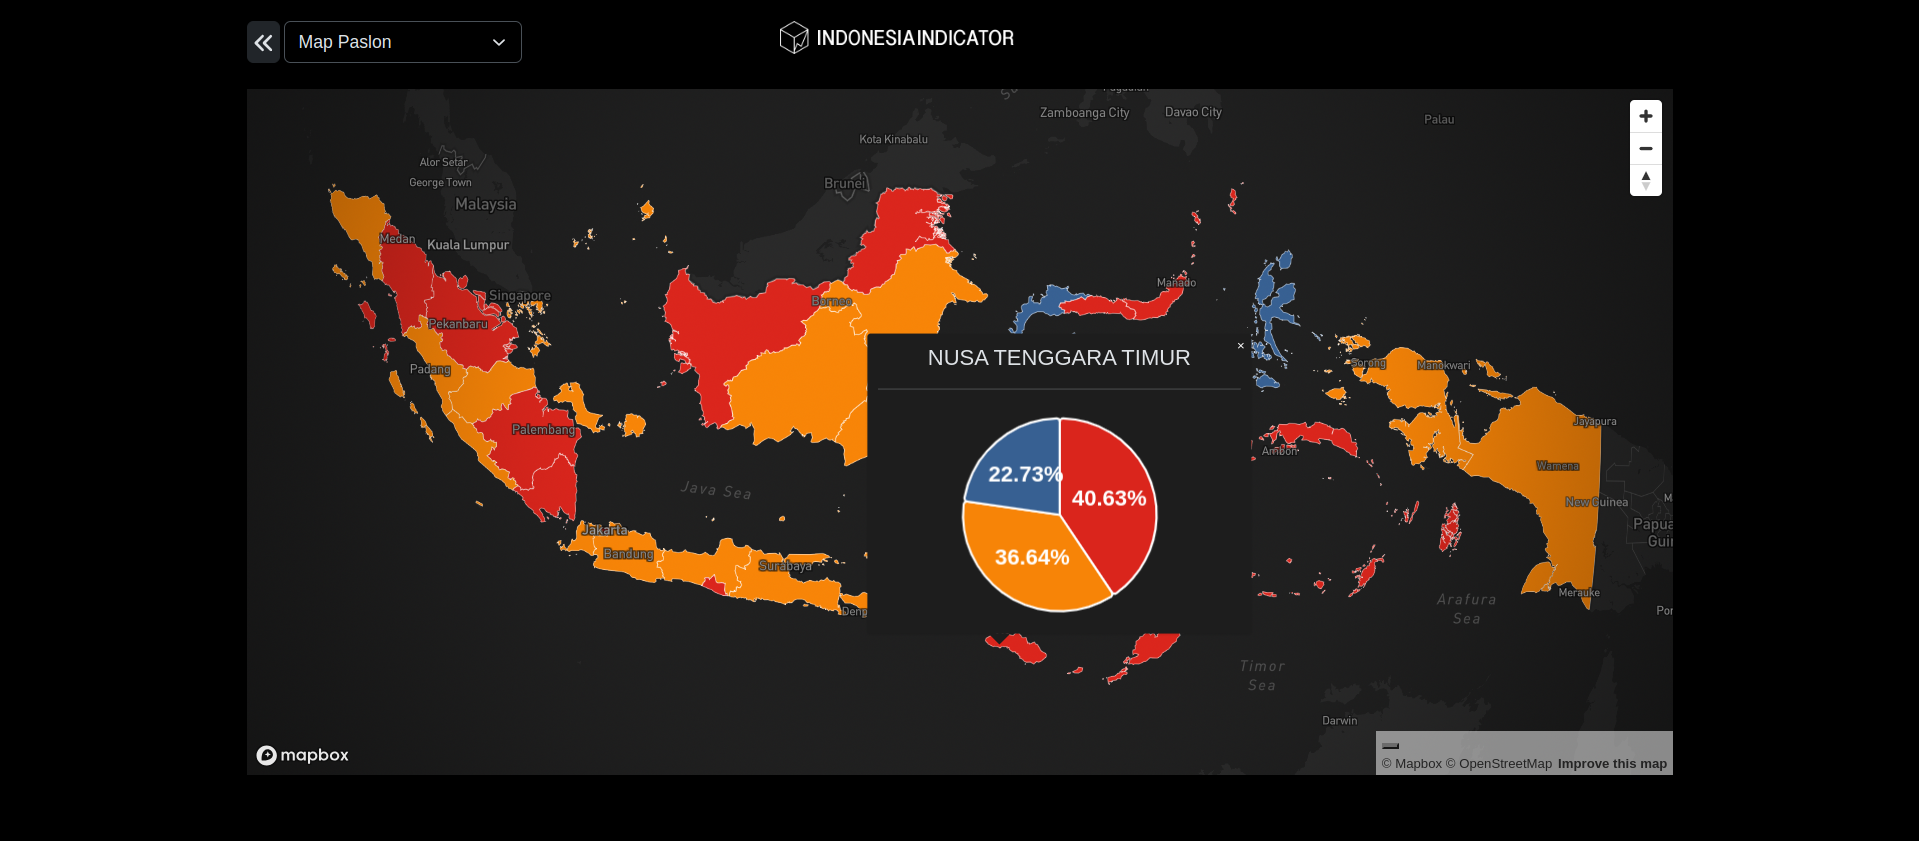 Map Paslon
INDONESIA INDICATOR
Zamboanga City
Davao City
Palau
Kota Kinabalu
Alor Setar
George Town
Brunei
Malaysia
Medan
Kuala Lumpur
Manado
Singapore
Borneo
Pekanbaru
NUSA TENGGARA TIMUR
×
Padang
Sorong
Manokwari
Palembang
Jayapura
Ambon
Wamena
22.73%
40.63%
36.64%
Java Sea
New Guinea
Jakarta
Papua
Bandung
Surabaya
Merauke
Arafura
Sea
Timor
Sea
Darwin
mapbox
© Mapbox © OpenStreetMap Improve this map